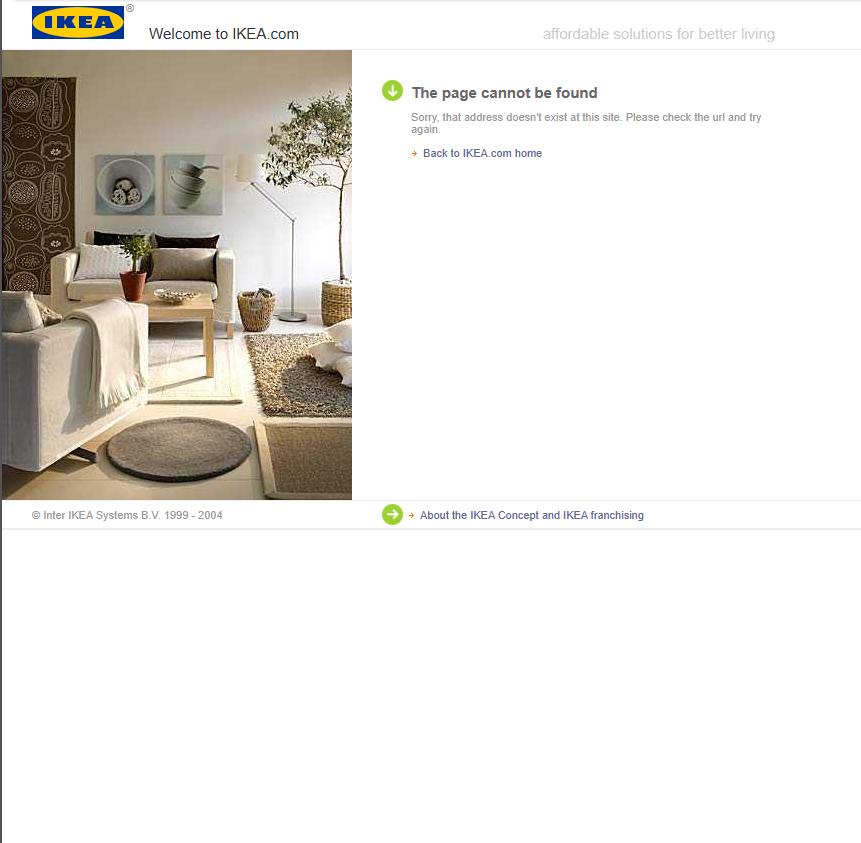 IKEA®
Welcome to IKEA.com
affordable solutions for better living
The page cannot be found
Sorry, that address doesn't exist at this site. Please check the url and try
again.
Back to IKEA.com home
© Inter IKEA Systems B.V. 1999 - 2004
About the IKEA Concept and IKEA franchising